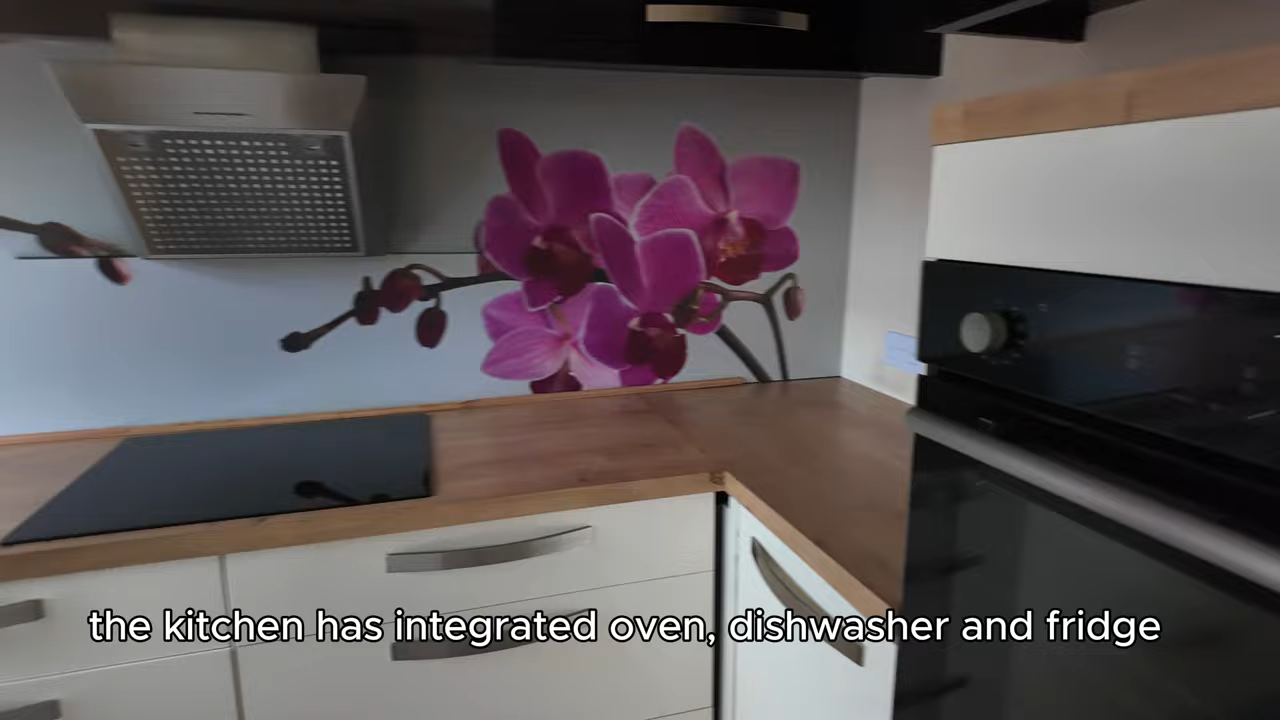 the kitchen has integrated oven, dishwasher and fridge